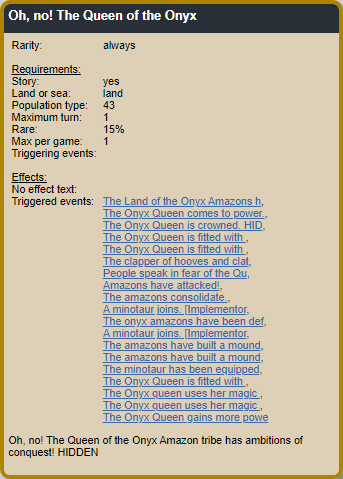 Oh, no! The Queen of the Onyx
Rarity: always
Requirements:
Story: yes
Land or sea: land
Population type: 43
Maximum turn: 1
Rare: 15%
Max per game: 1
Triggering events:
Effects:
No effect text:
Triggered events: The Land of the Onyx Amazons h,
The Onyx Queen comes to power.,
The Onyx Queen is crowned. HID,
The Onyx Queen is fitted with ,
The Onyx Queen is fitted with ,
The clapper of hooves and clat,
People speak in fear of the Qu,
Amazons have attacked!,
The amazons consolidate.,
A minotaur joins. [Implementor,
The onyx amazons have been def,
A minotaur joins. [Implementor,
The amazons have built a mound,
The amazons have built a mound,
The minotaur has been equipped,
The Onyx Queen is fitted with ,
The Onyx queen uses her magic ,
The Onyx queen uses her magic ,
The Onyx Queen gains more powe
Oh, no! The Queen of the Onyx Amazon tribe has ambitions of
conquest! HIDDEN